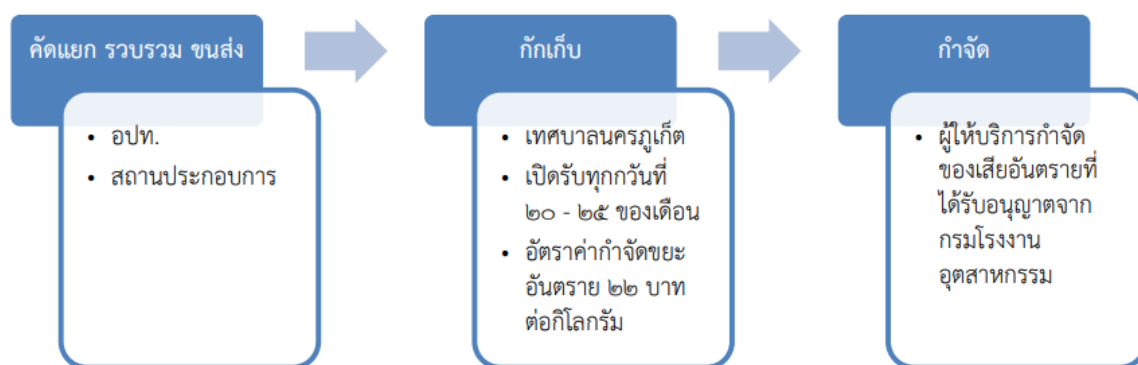 คัดแยก รวบรวม ขนส่ง
• อปท.
• สถานประกอบการ
กักเก็บ
• เทศบาลนครภูเก็ต
• เปิดรับทุกกวันที่
๒๐ - ๒๕ ของเดือน
• อัตราค่ากำจัดขยะ
อันตราย ๒๒ บาท
ต่อกิโลกรัม
กำจัด
• ผู้ให้บริการกำจัด
ของเสียอันตรายที่
ได้รับอนุญาตจาก
กรมโรงงาน
อุตสาหกรรม